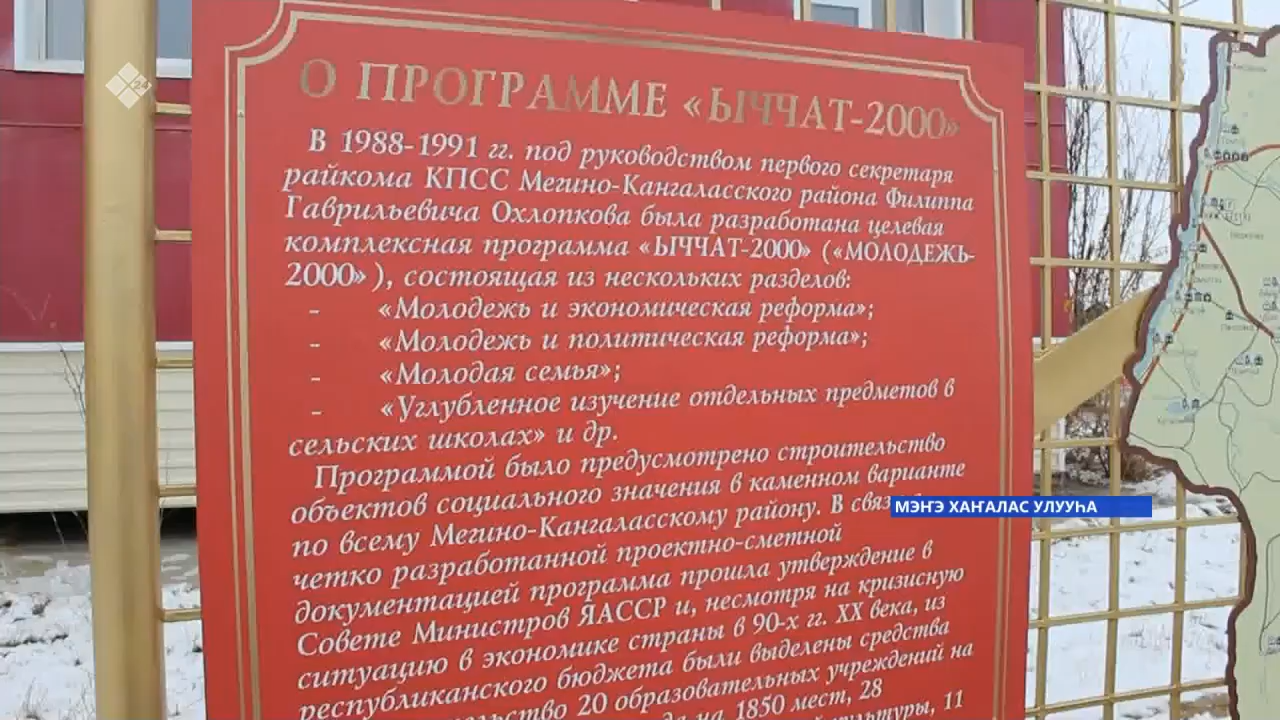 О ПРОГРАММЕ «ЫЧЧАТ-2000»
В 1988-1991 гг. под руководством первого секретаря
райкома КПСС Мегино-Кангаласского района Филиппа
Гаврильевича Охлопкова была разработана целевая
комплексная программа «ЫЧЧАТ-2000» («МОЛОДЕЖЬ-
2000» ), состоящая из нескольких разделов:
- «Молодежь и экономическая реформа»;
- «Молодежь и политическая реформа»;
- «Молодая семья»;
- «Углубленное изучение отдельных предметов в
сельских школах» и др.
Программой было предусмотрено строительство
объектов социального значения в каменном варианте
по всему Мегино-Кангаласскому району. В
четко разработанной проектно-сметной
документацией программа прошла утверждение в
Совете Министров ЯАССР и, несмотря на кризисную
ситуацию в экономике страны в 90-х гг. XX века, из
республиканского бюджета были выделены средства
20 образовательных учреждений на
на 1850 мест, 28
11
МЭҤЭ ХАҤАЛАС УЛУУҺА
24